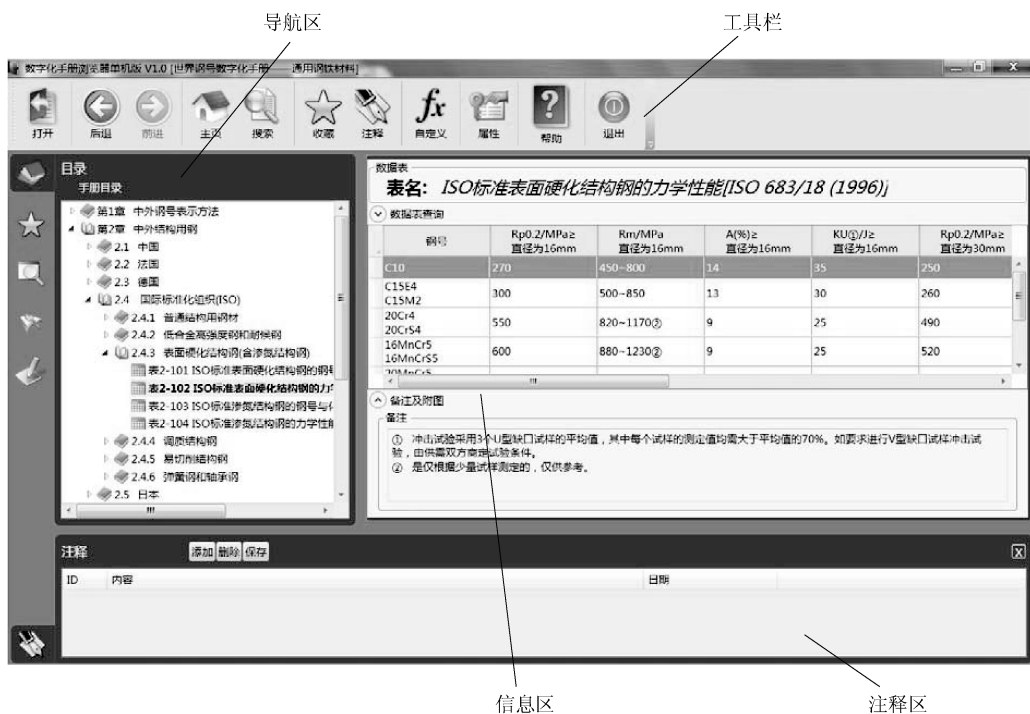 导航区
工具栏
数字化手册浏览器单机版 V1.0 [世界钢号数字化手册——通用钢铁材料]
打开 后退 前进 主页 搜索 收藏 注释 自定义 属性 帮助 退出
目录
手册目录
第1章 中外钢号表示方法
第2章 中外结构用钢
2.1 中国
2.2 法国
2.3 德国
2.4 国际标准化组织(ISO)
2.4.1 普通结构用钢材
2.4.2 低合金高强度钢和耐候钢
2.4.3 表面硬化结构钢(含渗氮结构钢)
表2-101 ISO标准表面硬化结构钢的钢号
表2-102 ISO标准表面硬化结构钢的力学
表2-103 ISO标准渗氮结构钢的钢号与化
表2-104 ISO标准渗氮结构钢的力学性能
2.4.4 调质结构钢
2.4.5 易切削结构钢
2.4.6 弹簧钢和轴承钢
2.5 日本
数据表
表名: ISO标准表面硬化结构钢的力学性能[ISO 683/18 (1996)]
数据表查询
钢号 Rp0.2/MPa≥ 直径为16mm Rm/MPa 直径为16mm A(%)≥ 直径为16mm KU①/J≥ 直径为16mm Rp0.2/MPa≥ 直径为30mm
C10 270 450~800 14 35 250
C15E4 C15M2 300 500~850 13 30 260
20Cr4 20CrS4 550 820~1170② 9 25 490
16MnCr5 16MnCrS5 600 880~1230② 9 25 520
20MnCr5
备注及附图
备注
① 冲击试验采用3个U型缺口试样的平均值，其中每个试样的测定值均需大于平均值的70%。如要求进行V型缺口试样冲击试
验，由供需双方商定试验条件。
② 是仅根据少量试样测定的，仅供参考。
注释 添加 删除 保存
ID 内容 日期
信息区
注释区